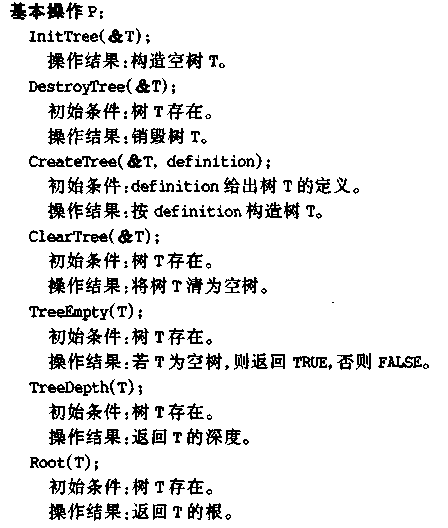 基本操作 P:
InitTree(&T);
操作结果:构造空树 T。
DestroyTree(&T);
初始条件:树 T 存在。
操作结果:销毁树 T。
CreateTree(&T, definition);
初始条件:definition 给出树 T 的定义。
操作结果:按 definition 构造树 T。
ClearTree(&T);
初始条件:树 T 存在。
操作结果:将树 T 清为空树。
TreeEmpty(T);
初始条件:树 T 存在。
操作结果:若 T 为空树,则返回 TRUE,否则 FALSE。
TreeDepth(T);
初始条件:树 T 存在。
操作结果:返回 T 的深度。
Root(T);
初始条件:树 T 存在。
操作结果:返回 T 的根。